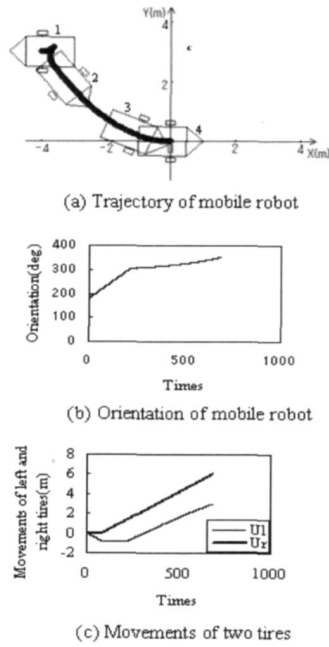 Y(m)
1
4
2
2
3
4
-4
-2
0
2
4
X(m)
(a) Trajectory of mobile robot
400
300
200
100
0
Orientation(deg)
0
500
1000
Times
(b) Orientation of mobile robot
8
6
4
2
0
-2
Movements of left and
right tires(m)
Ul
Ur
0
500
1000
Times
(c) Movements of two tires